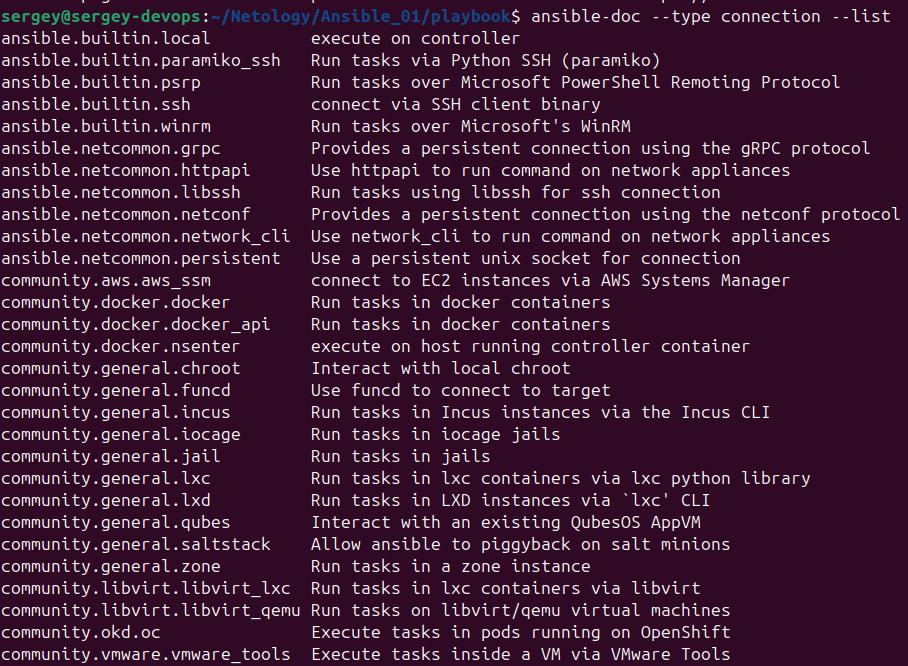 sergey@sergey-devops:~/Netology/Ansible_01/playbook$ ansible-doc --type connection --list
ansible.builtin.local          execute on controller
ansible.builtin.paramiko_ssh   Run tasks via Python SSH (paramiko)
ansible.builtin.psrp           Run tasks over Microsoft PowerShell Remoting Protocol
ansible.builtin.ssh            connect via SSH client binary
ansible.builtin.winrm          Run tasks over Microsoft's WinRM
ansible.netcommon.grpc         Provides a persistent connection using the gRPC protocol
ansible.netcommon.httpapi      Use httpapi to run command on network appliances
ansible.netcommon.libssh       Run tasks using libssh for ssh connection
ansible.netcommon.netconf      Provides a persistent connection using the netconf protocol
ansible.netcommon.network_cli  Use network_cli to run command on network appliances
ansible.netcommon.persistent   Use a persistent unix socket for connection
community.aws.aws_ssm          connect to EC2 instances via AWS Systems Manager
community.docker.docker        Run tasks in docker containers
community.docker.docker_api    Run tasks in docker containers
community.docker.nsenter       execute on host running controller container
community.general.chroot       Interact with local chroot
community.general.funcd        Use funcd to connect to target
community.general.incus        Run tasks in Incus instances via the Incus CLI
community.general.iocage       Run tasks in iocage jails
community.general.jail         Run tasks in jails
community.general.lxc          Run tasks in lxc containers via lxc python library
community.general.lxd          Run tasks in LXD instances via `lxc' CLI
community.general.qubes        Interact with an existing QubesOS AppVM
community.general.saltstack    Allow ansible to piggyback on salt minions
community.general.zone         Run tasks in a zone instance
community.libvirt.libvirt_lxc  Run tasks in lxc containers via libvirt
community.libvirt.libvirt_qemu Run tasks on libvirt/qemu virtual machines
community.okd.oc               Execute tasks in pods running on OpenShift
community.vmware.vmware_tools  Execute tasks inside a VM via VMware Tools